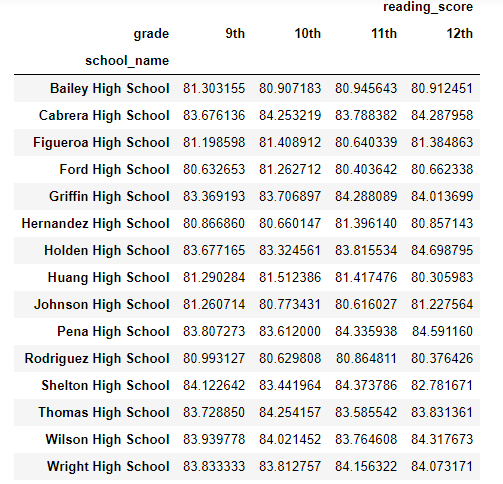 reading_score
grade 9th 10th 11th 12th
school_name
Bailey High School 81.303155 80.907183 80.945643 80.912451
Cabrera High School 83.676136 84.253219 83.788382 84.287958
Figueroa High School 81.198598 81.408912 80.640339 81.384863
Ford High School 80.632653 81.262712 80.403642 80.662338
Griffin High School 83.369193 83.706897 84.288089 84.013699
Hernandez High School 80.866860 80.660147 81.396140 80.857143
Holden High School 83.677165 83.324561 83.815534 84.698795
Huang High School 81.290284 81.512386 81.417476 80.305983
Johnson High School 81.260714 80.773431 80.616027 81.227564
Pena High School 83.807273 83.612000 84.335938 84.591160
Rodriguez High School 80.993127 80.629808 80.864811 80.376426
Shelton High School 84.122642 83.441964 84.373786 82.781671
Thomas High School 83.728850 84.254157 83.585542 83.831361
Wilson High School 83.939778 84.021452 83.764608 84.317673
Wright High School 83.833333 83.812757 84.156322 84.073171